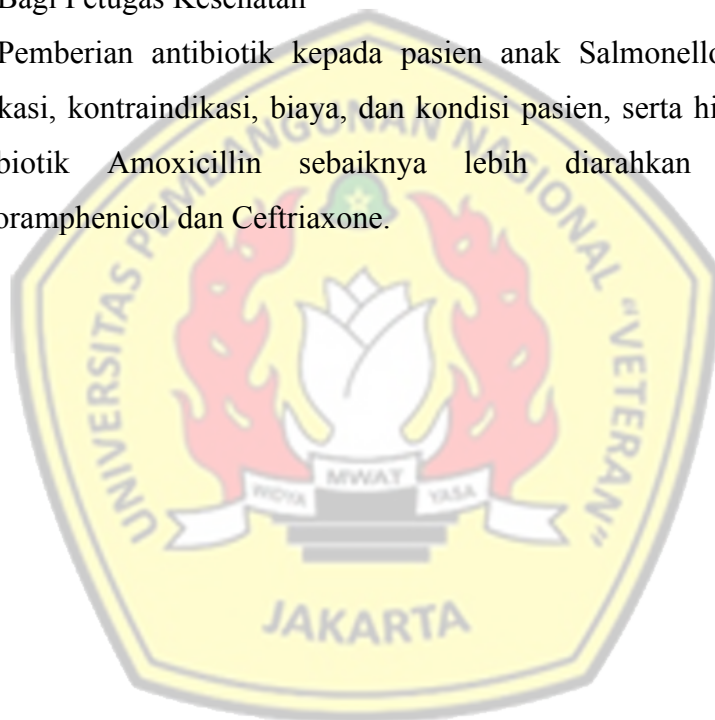 Bagi Petugas Kesehatan
Pemberian antibiotik kepada pasien anak Salmonello
kasi, kontraindikasi, biaya, dan kondisi pasien, serta hi
biotik Amoxicillin sebaiknya lebih diarahkan
oramphenicol dan Ceftriaxone.
UNIVERSITAS PEMBANGUNAN NASIONAL "VETERAN"
WIDYA MWAT YASA
JAKARTA